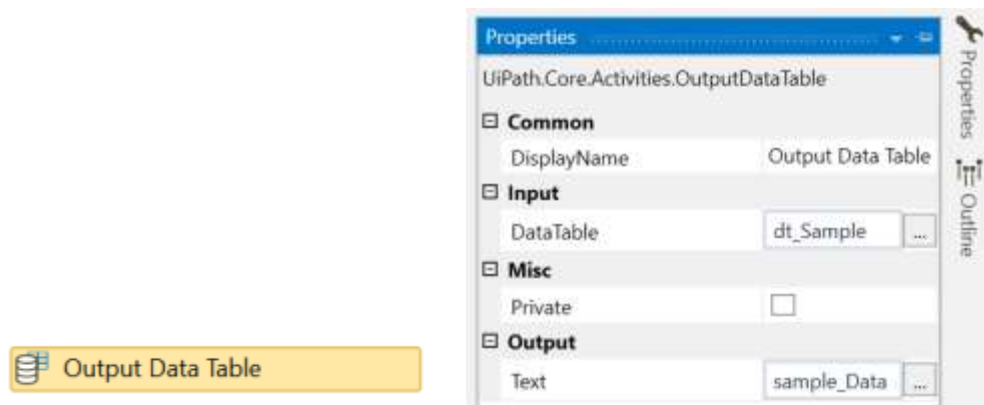 Properties
UiPath.Core.Activities.OutputDataTable
Common
DisplayName Output Data Table
Input
DataTable dt_Sample ...
Misc
Private
Output
Text sample_Data ...
Properties
Outline
Output Data Table